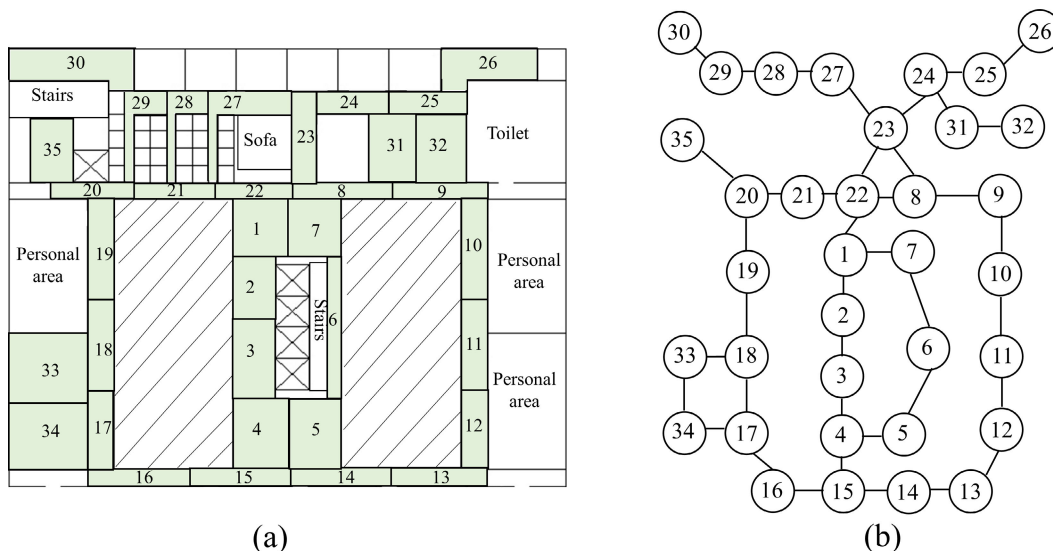 30
26
Stairs
29 28 27 24 25
35
Sofa
23
31 32
Toilet
20 21 22 8 9
1 7
19
10
Personal
area
Personal
area
2
Stairs
6
3
18
11
33
Personal
area
34
17
4 5
12
16 15 14 13
(a)
30
26
29 28 27 24 25
23
31 32
35
20 21 22 8 9
1 7
19
10
2
33 18
6
11
3
34 17
4 5
12
16 15 14 13
(b)